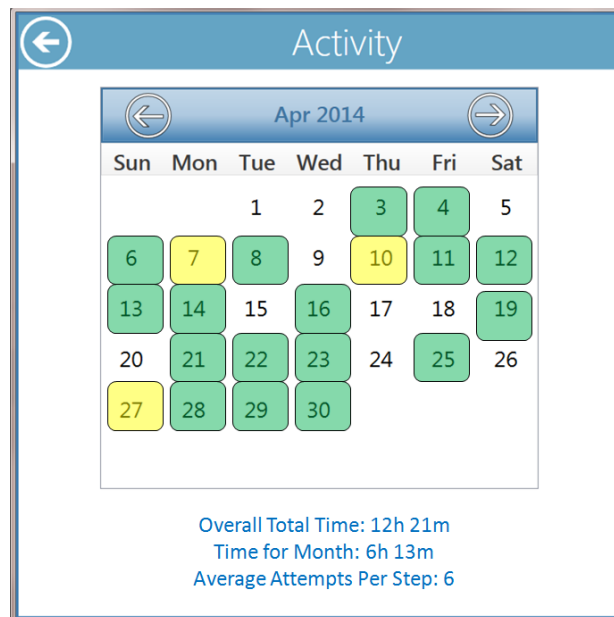 Activity
Apr 2014
Sun Mon Tue Wed Thu Fri Sat
1 2 3 4 5
6 7 8 9 10 11 12
13 14 15 16 17 18 19
20 21 22 23 24 25 26
27 28 29 30
Overall Total Time: 12h 21m
Time for Month: 6h 13m
Average Attempts Per Step: 6